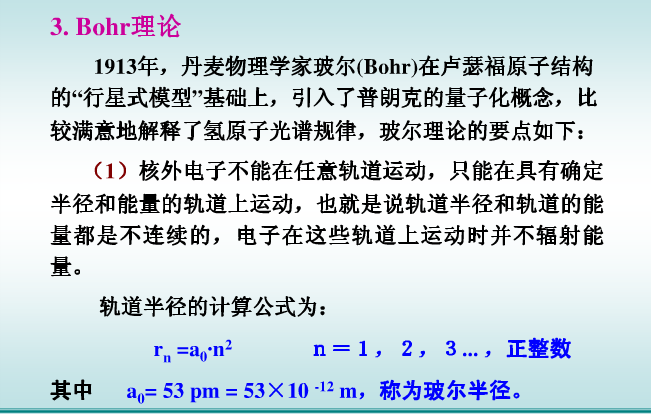 3. Bohr理论
1913年，丹麦物理学家玻尔(Bohr)在卢瑟福原子结构
的“行星式模型”基础上，引入了普朗克的量子化概念，比
较满意地解释了氢原子光谱规律，玻尔理论的要点如下：
（1）核外电子不能在任意轨道运动，只能在具有确定
半径和能量的轨道上运动，也就是说轨道半径和轨道的能
量都是不连续的，电子在这些轨道上运动时并不辐射能
量。
轨道半径的计算公式为：
rₙ =a₀·n² n＝1，2，3…，正整数
其中 a₀= 53 pm = 53×10 ⁻¹² m，称为玻尔半径。